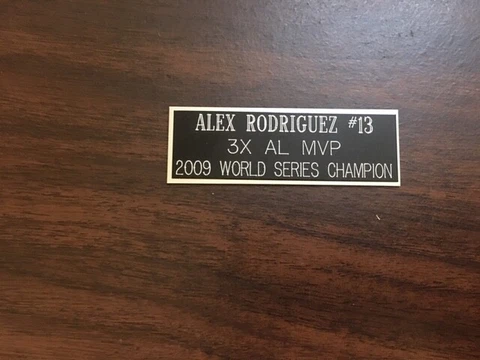 ALEX RODRIGUEZ #13
3X AL MVP
2009 WORLD SERIES CHAMPION